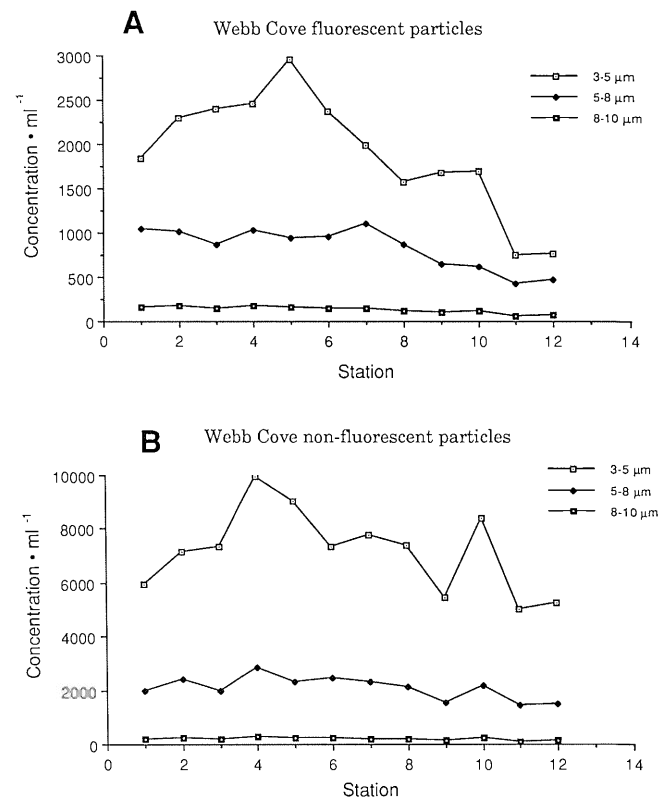 A
Webb Cove fluorescent particles
3000
2500
2000
1500
1000
500
0
Concentration • ml -1
3-5 μm
5-8 μm
8-10 μm
0 2 4 6 8 10 12 14
Station
B
Webb Cove non-fluorescent particles
10000
8000
6000
4000
2000
0
Concentration • ml -1
3-5 μm
5-8 μm
8-10 μm
0 2 4 6 8 10 12 14
Station